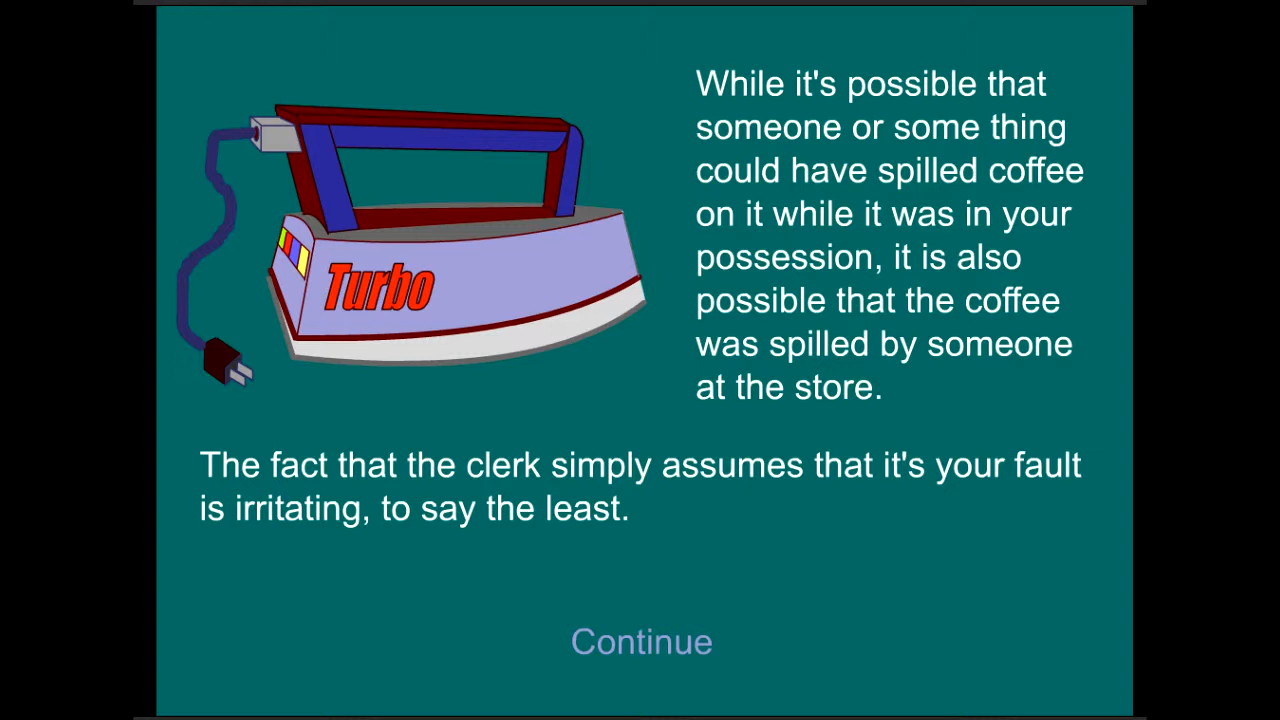 While it's possible that
someone or some thing
could have spilled coffee
on it while it was in your
possession, it is also
possible that the coffee
was spilled by someone
at the store.
Turbo
The fact that the clerk simply assumes that it's your fault
is irritating, to say the least.
Continue